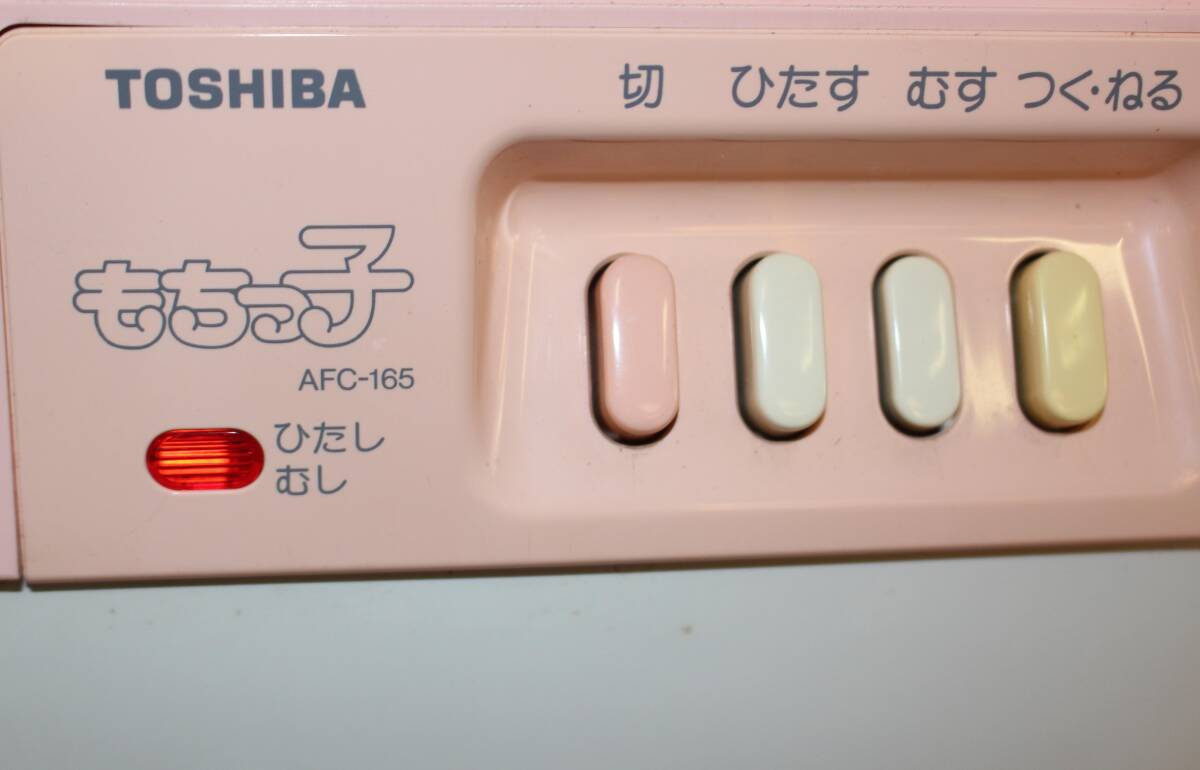 TOSHIBA
切 ひたす むす つく・ねる
もちっ子
AFC-165
ひたし
むし